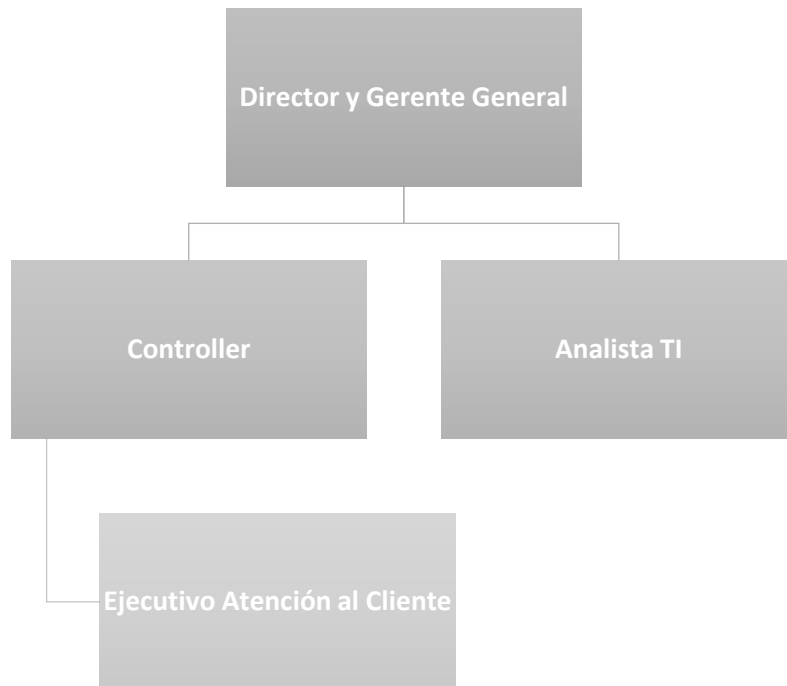 Director y Gerente General
Controller
Analista TI
Ejecutivo Atención al Cliente